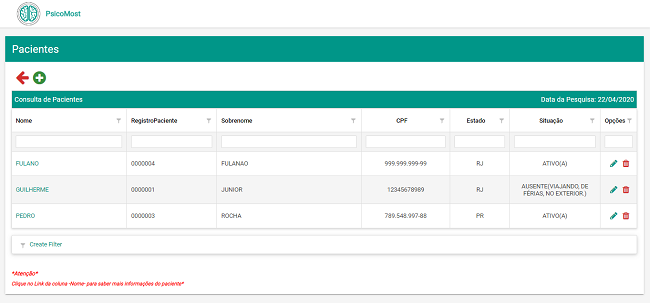 PsicoMost
Pacientes
Consulta de Pacientes Data da Pesquisa: 22/04/2020
Nome RegistroPaciente Sobrenome CPF Estado Situação Opções
FULANO 0000004 FULANAO 999.999.999-99 RJ ATIVO(A)
GUILHERME 0000001 JUNIOR 12345678989 RJ AUSENTE(VIAJANDO, DE
FÉRIAS, NO EXTERIOR.)
PEDRO 0000003 ROCHA 789.548.997-88 PR ATIVO(A)
Create Filter
*Atenção*
Clique no Link da coluna -Nome- para saber mais informações do paciente*